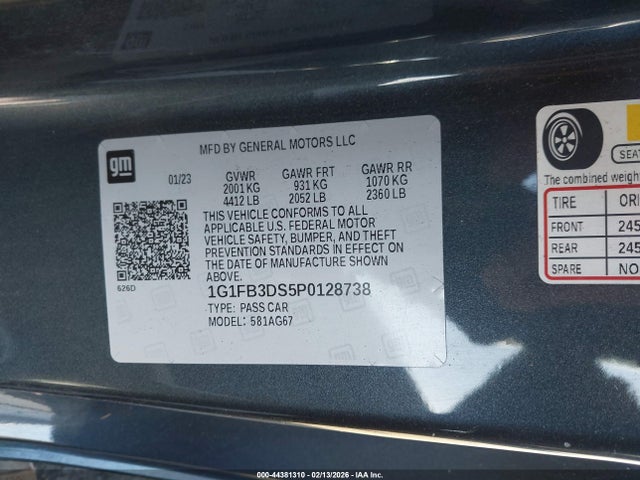 MFD BY GENERAL MOTORS LLC
gm
01/23
GVWR GAWR FRT GAWR RR
2001 KG 931 KG 1070 KG
4412 LB 2052 LB 2360 LB
THIS VEHICLE CONFORMS TO ALL
APPLICABLE U.S. FEDERAL MOTOR
VEHICLE SAFETY, BUMPER, AND THEFT
PREVENTION STANDARDS IN EFFECT ON
THE DATE OF MANUFACTURE SHOWN
ABOVE.
626D
1G1FB3DS5P0128738
TYPE: PASS CAR
MODEL: 581AG67
The combined weight
TIRE
FRONT 245
REAR 245
SPARE
000-44381310 - 02/13/2026 - IAA Inc.